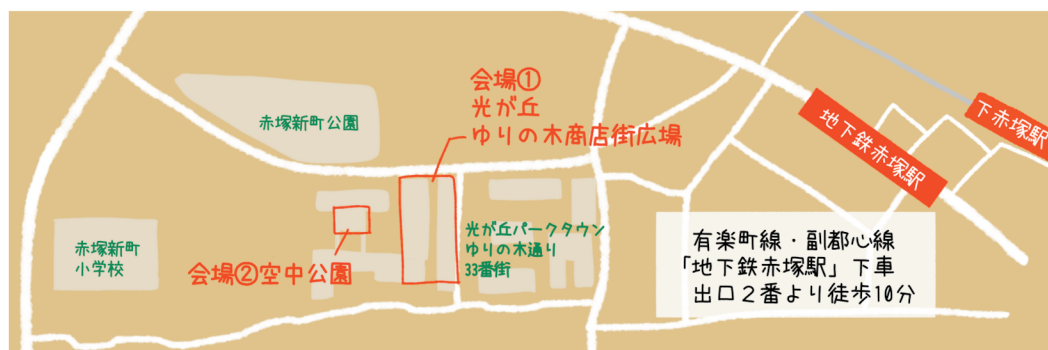 会場①
光が丘
ゆりの木商店街広場
赤塚新町公園
地下鉄赤塚駅
下赤塚駅
赤塚新町
小学校
会場②空中公園
光が丘パークタウン
ゆりの木通り
33番街
有楽町線・副都心線
「地下鉄赤塚駅」下車
出口2番より徒歩10分